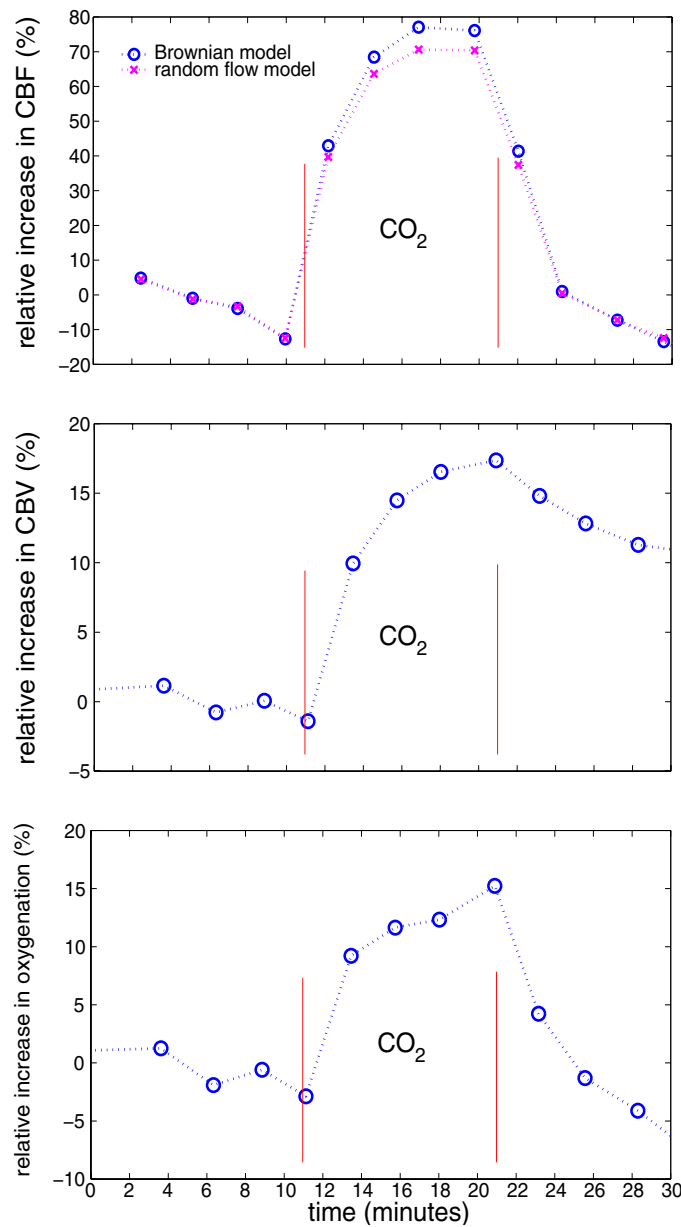 80
70
60
50
40
30
20
10
0
−10
−20
relative increase in CBF (%)
Brownian model
random flow model
CO2
20
15
10
5
0
−5
relative increase in CBV (%)
CO2
20
15
10
5
0
−5
−10
relative increase in oxygenation (%)
CO2
0 2 4 6 8 10 12 14 16 18 20 22 24 26 28 30
time (minutes)